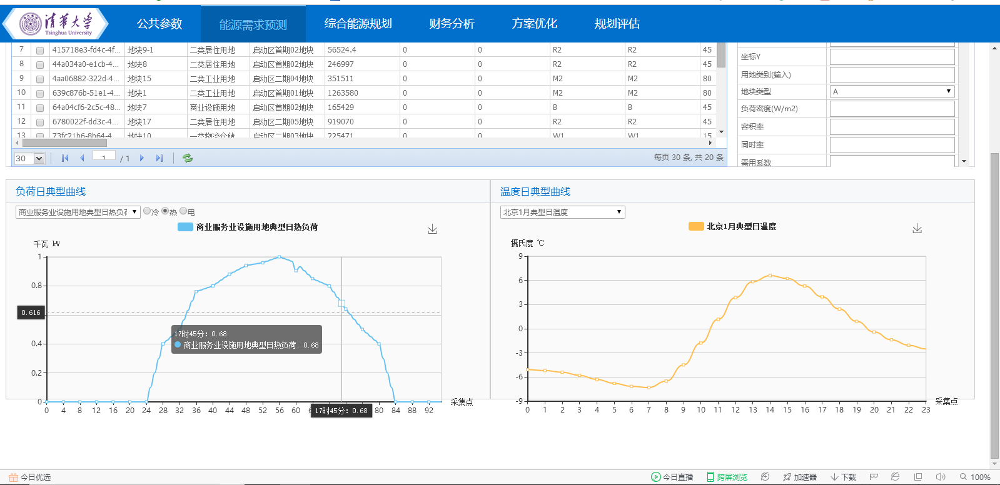 清华大学
Tsinghua University
公共参数 能源需求预测 综合能源规划 财务分析 方案优化 规划评估
7 415718e3-fd4c-4f... 地块9-1 二类居住用地 启动区首期02地块 56524.4 0 0 R2 R2 45
8 44a034a0-e1cb-4... 地块8 二类居住用地 启动区首期02地块 246997 0 0 R2 R2 45
9 4aa06882-322d-4... 地块15 二类工业用地 启动区二期04地块 351511 0 0 M2 M2 80
10 639c876b-51e1-4... 地块1 二类工业用地 启动区首期01地块 1263580 0 0 M2 M2 80
11 64a04cf6-2c5c-48... 地块7 商业设施用地 启动区首期02地块 165429 0 0 B B 45
12 6780022f-dd3c-4... 地块17 二类居住用地 启动区二期05地块 919070 0 0 R2 R2 45
13 73fc21b6-8b64-4... 地块10 一类物流仓储 启动区二期03地块 225471 0 0 W1 W1 15
30 1 / 1 每页 30 条, 共 20 条
坐标Y
用地类别(输入)
地块类型 A
负荷密度(W/m2)
容积率
同时率
需用系数
负荷日典型曲线
商业服务业设施用地典型日热负荷 冷 热 电
商业服务业设施用地典型日热负荷
千瓦 kW
1
0.8
0.616
0.4
0.2
0
17时45分: 0.68
商业服务业设施用地典型日热负荷: 0.68
0 4 8 12 16 20 24 28 32 36 40 44 48 52 56 60 80 84 88 92
17时45分: 0.68
采集点
温度日典型曲线
北京1月典型日温度
北京1月典型日温度
摄氏度 ℃
9
6
3
0
-3
-6
-9
0 1 2 3 4 5 6 7 8 9 10 11 12 13 14 15 16 17 18 19 20 21 22 23
采集点
今日优选 今日直播 跨屏浏览 加速器 下载 100%